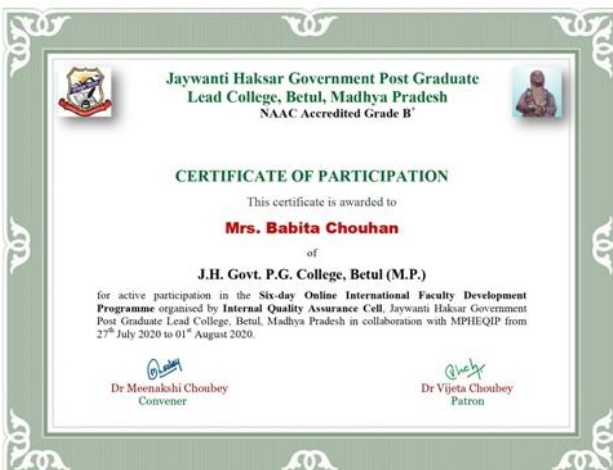 Jaywanti Haksar Government Post Graduate
Lead College, Betul, Madhya Pradesh
NAAC Accredited Grade B+
CERTIFICATE OF PARTICIPATION
This certificate is awarded to
Mrs. Babita Chouhan
of
J.H. Govt. P.G. College, Betul (M.P.)
for active participation in the Six-day Online International Faculty Development
Programme organised by Internal Quality Assurance Cell, Jaywanti Haksar Government
Post Graduate Lead College, Betul, Madhya Pradesh in collaboration with MPHEQIP from
27th July 2020 to 01st August 2020.
Dr Meenakshi Choubey
Convener
Dr Vijeta Choubey
Patron